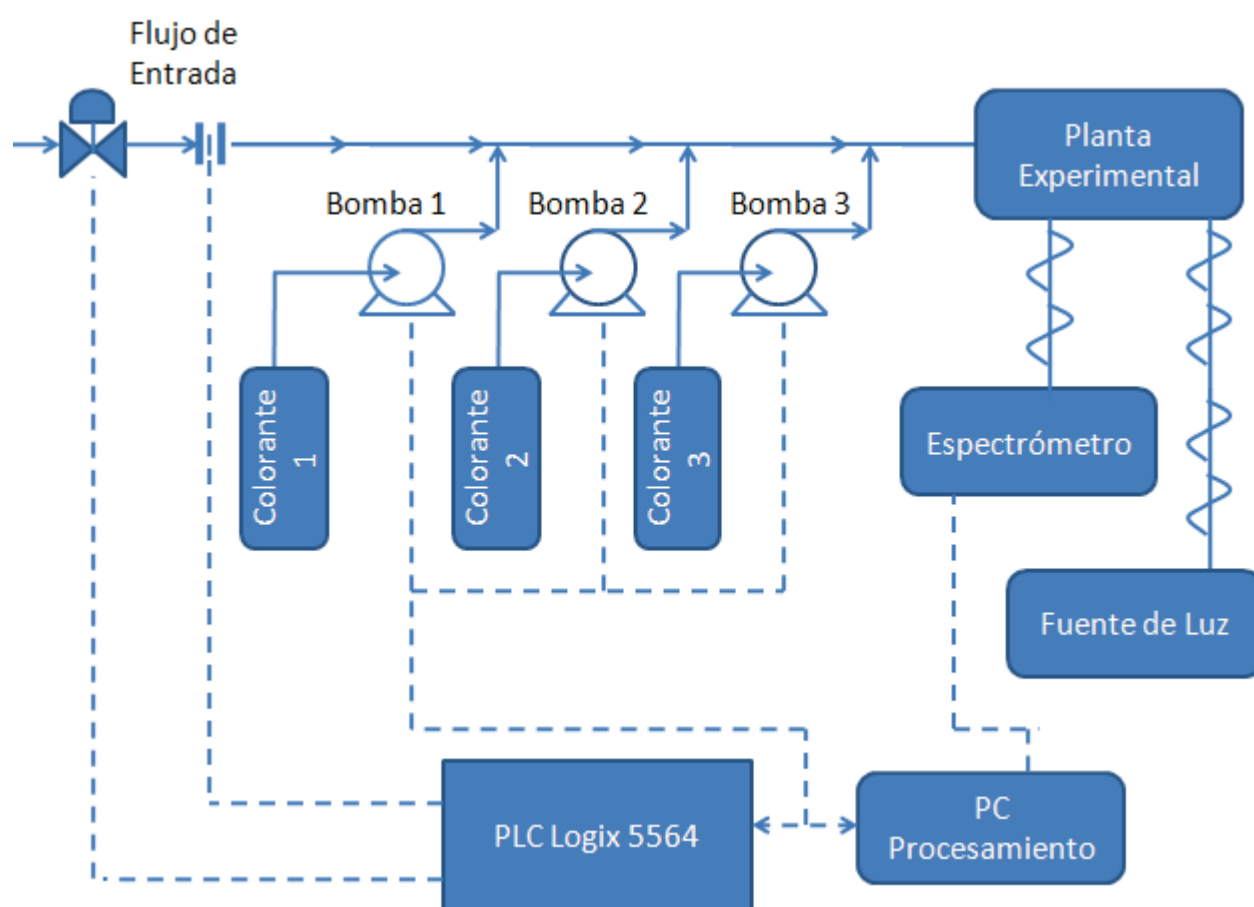 Flujo de
Entrada
Planta
Experimental
Bomba 1
Bomba 2
Bomba 3
Colorante
1
Colorante
2
Colorante
3
Espectrómetro
Fuente de Luz
PLC Logix 5564
PC
Procesamiento